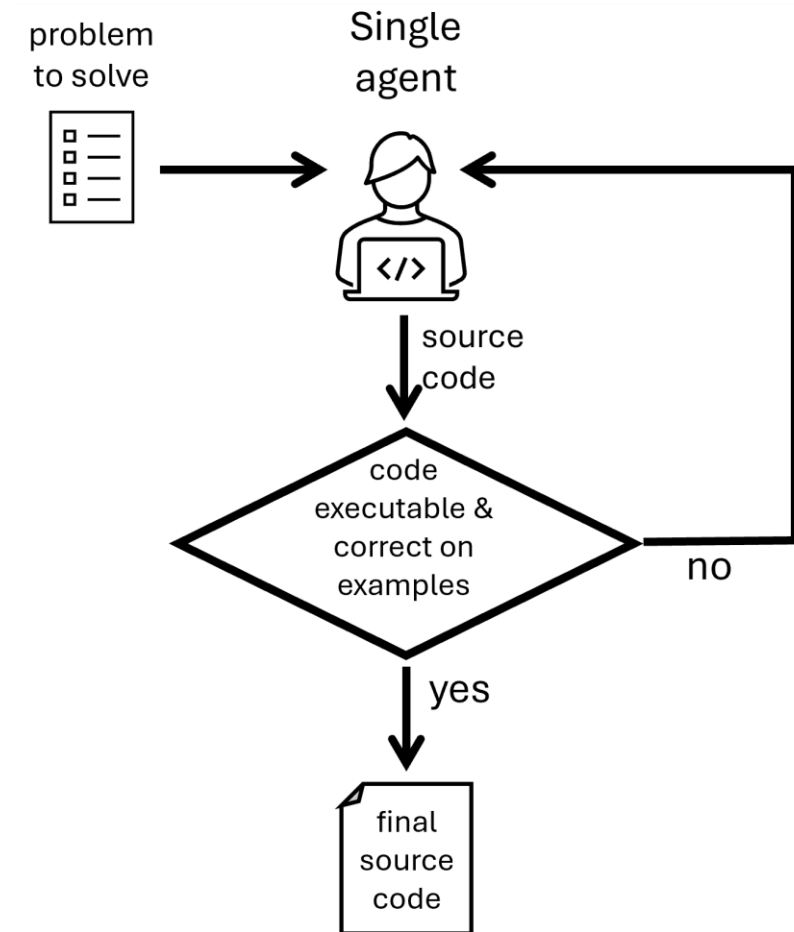 problem
to solve
Single
agent
</>
source
code
code
executable &
correct on
examples
no
yes
final
source
code